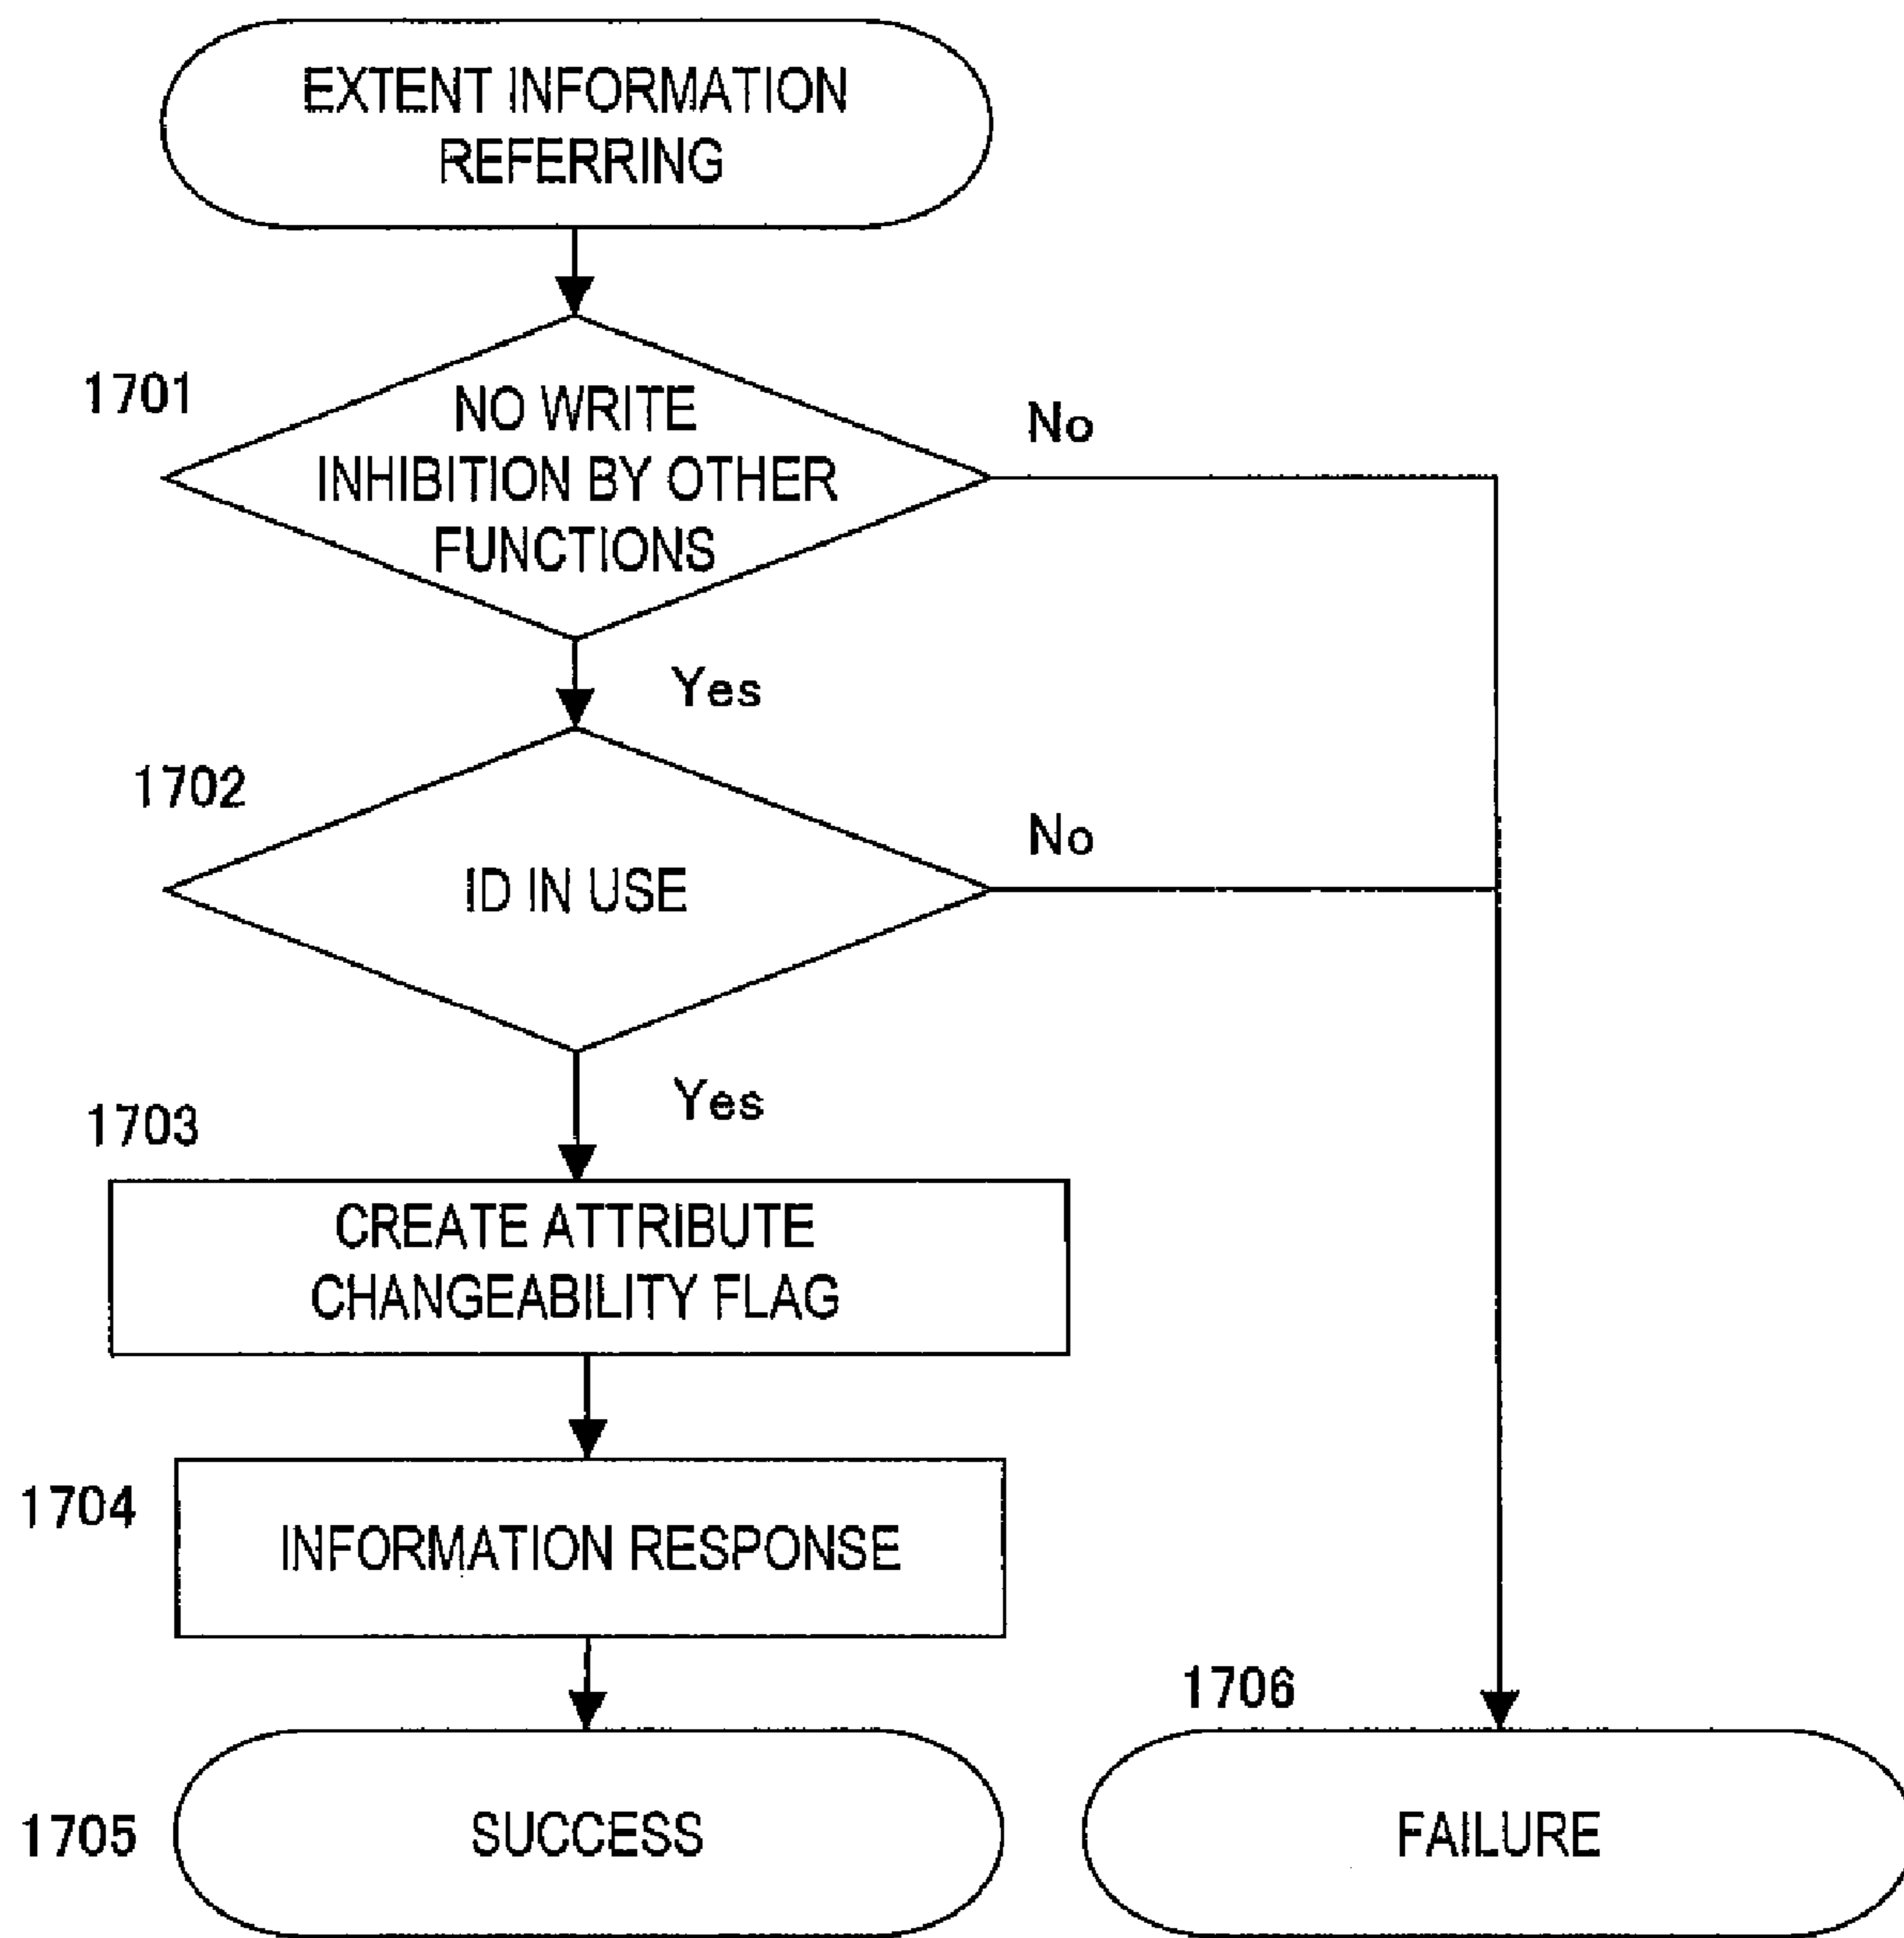 EXTENT INFORMATION
REFERRING
1701
NO WRITE
INHIBITION BY OTHER
FUNCTIONS
No
Yes
1702
ID IN USE
No
Yes
1703
CREATE ATTRIBUTE
CHANGEABILITY FLAG
1704
INFORMATION RESPONSE
1705
SUCCESS
1706
FAILURE